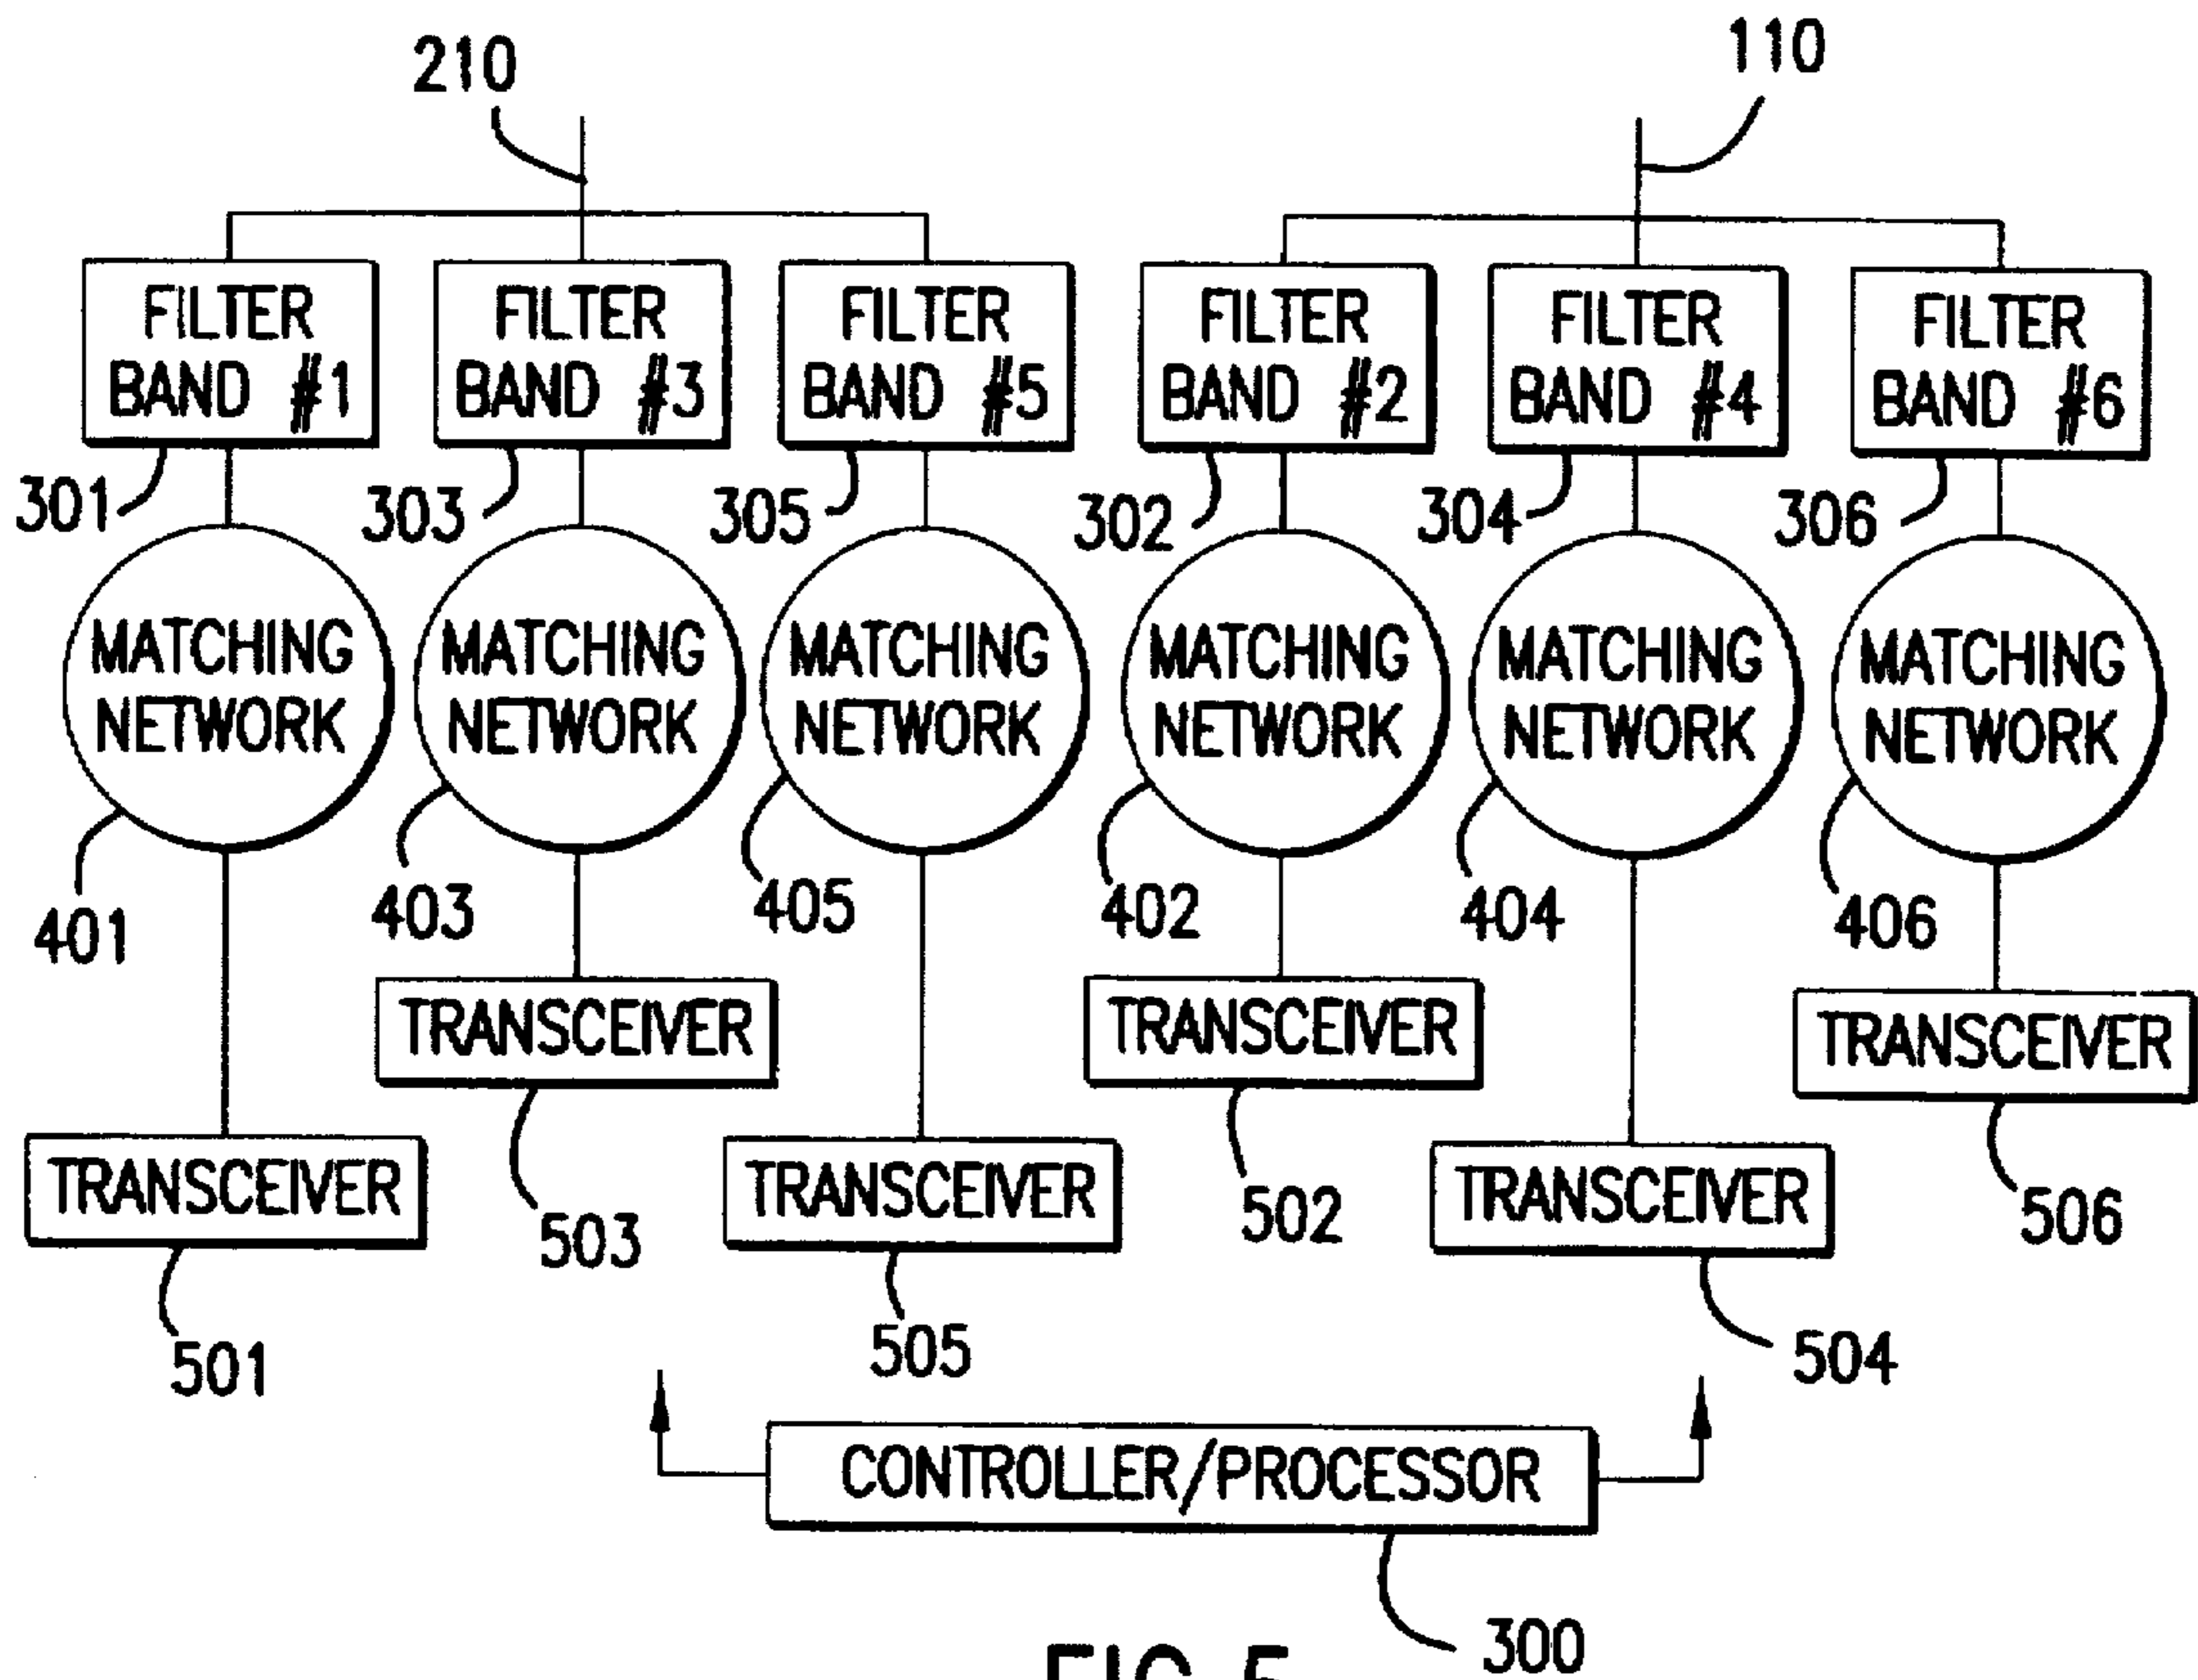 210
110
FILTER
BAND #1
FILTER
BAND #3
FILTER
BAND #5
FILTER
BAND #2
FILTER
BAND #4
FILTER
BAND #6
301
303
305
302
304
306
MATCHING
NETWORK
MATCHING
NETWORK
MATCHING
NETWORK
MATCHING
NETWORK
MATCHING
NETWORK
MATCHING
NETWORK
401
403
405
402
404
406
TRANSCEIVER
TRANSCEIVER
TRANSCEIVER
503
502
506
TRANSCEIVER
TRANSCEIVER
TRANSCEIVER
501
505
504
CONTROLLER/PROCESSOR
300
FIG. 5